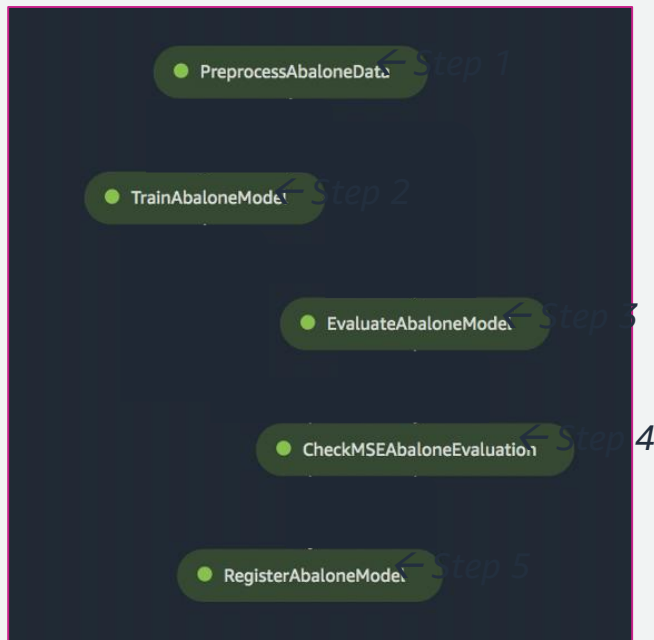 PreprocessAbaloneData ← Step 1
TrainAbaloneModel ← Step 2
EvaluateAbaloneModel ← Step 3
CheckMSEAbaloneEvaluation ← Step 4
RegisterAbaloneModel ← Step 5